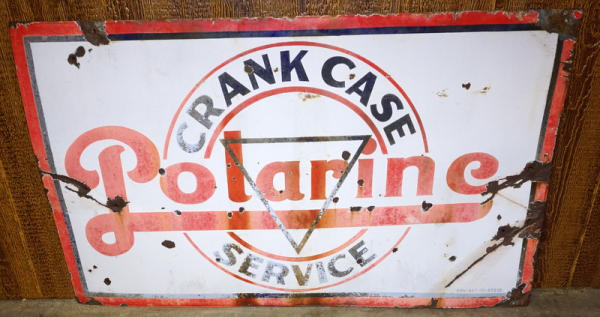 CRANK CASE
Polarine
SERVICE